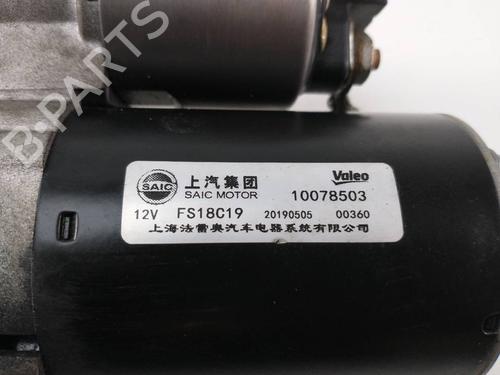 B-PARTS
SAIC 上汽集团 Valeo
SAIC MOTOR 10078503
12V FS18C19 20190505 00360
上海法雷奥汽车电器系统有限公司